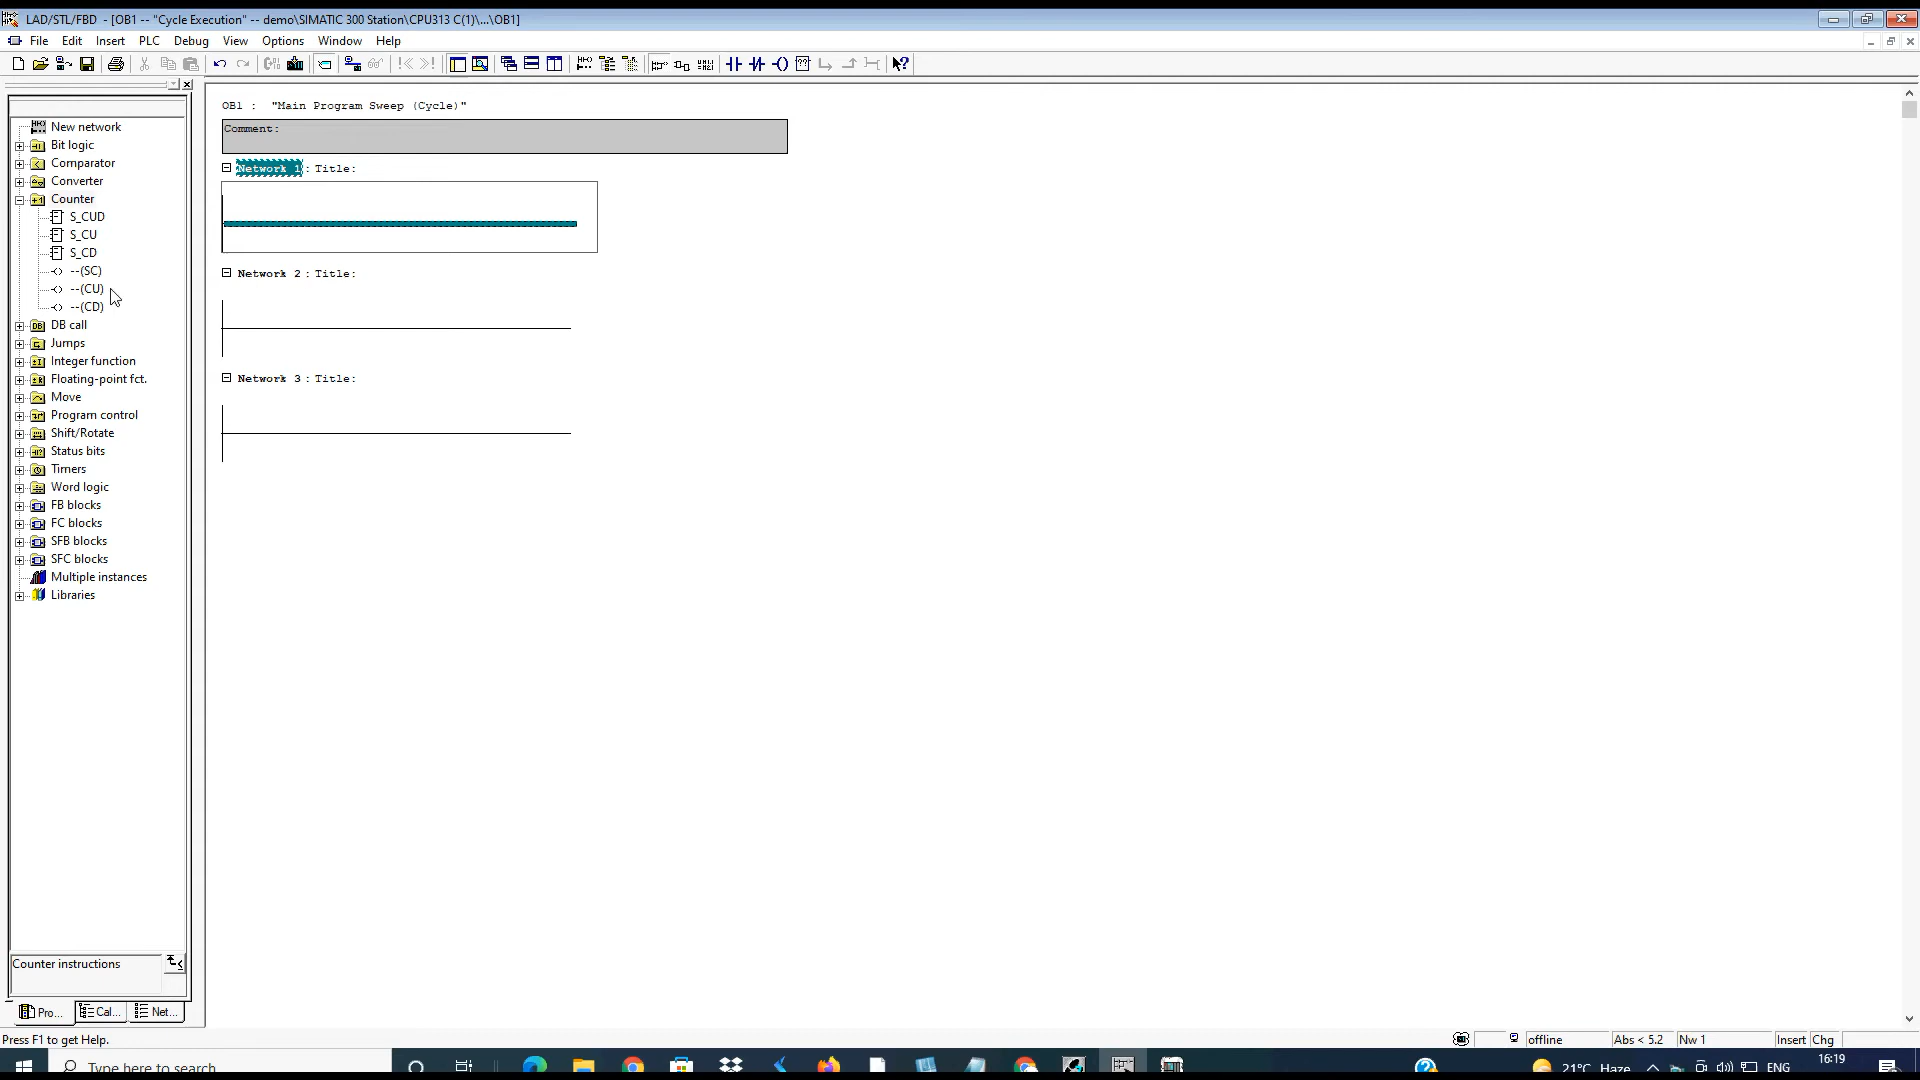 LAD/STL/FBD - [OB1 -- "Cycle Execution" -- demo\SIMATIC 300 Station\CPU313 C(1)\...\OB1]
File Edit Insert PLC Debug View Options Window Help
New network
Bit logic
Comparator
Converter
Counter
S_CUD
S_CU
S_CD
--(SC)
--(CU)
--(CD)
DB call
Jumps
Integer function
Floating-point fct.
Move
Program control
Shift/Rotate
Status bits
Timers
Word logic
FB blocks
FC blocks
SFB blocks
SFC blocks
Multiple instances
Libraries
Counter instructions
Pro... Cal... Net...
OB1 : "Main Program Sweep (Cycle)"
Comment:
Network 1 : Title:
Network 2 : Title:
Network 3 : Title:
Press F1 to get Help.
offline Abs < 5.2 Nw 1 Insert Chg
Type here to search
21°C Haze ENG 16:19